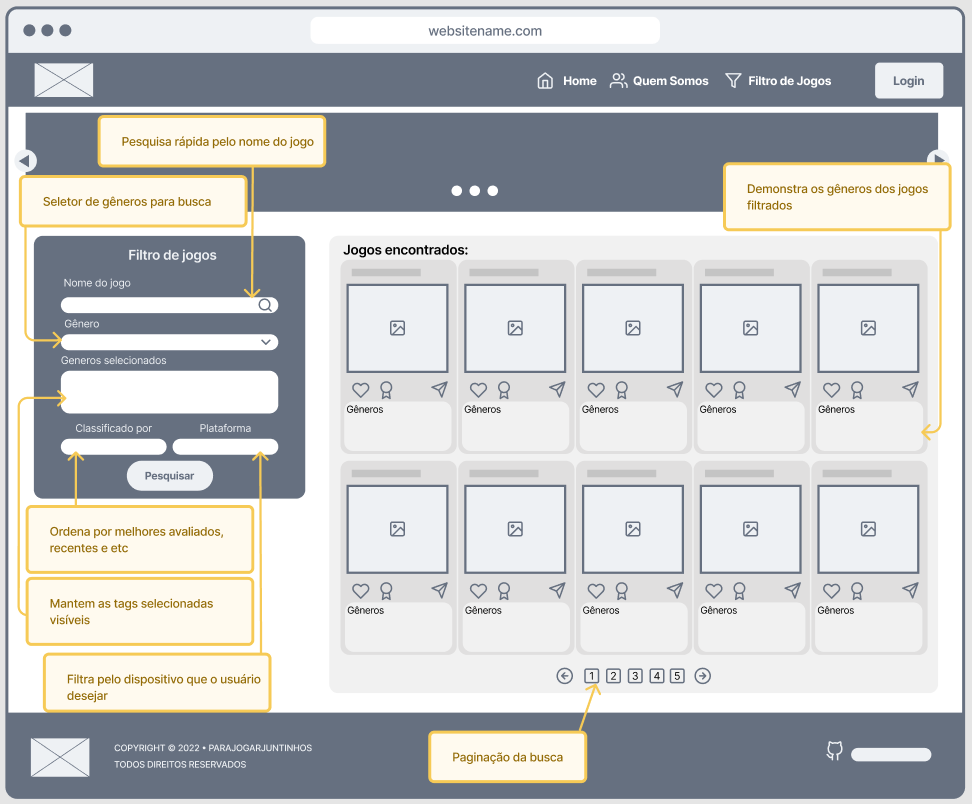 websitename.com
Home
Quem Somos
Filtro de Jogos
Login
Pesquisa rápida pelo nome do jogo
Seletor de gêneros para busca
Demonstra os gêneros dos jogos
filtrados
Filtro de jogos
Nome do jogo
Gênero
Generos selecionados
Classificado por
Plataforma
Pesquisar
Ordena por melhores avaliados,
recentes e etc
Mantem as tags selecionadas
visíveis
Filtra pelo dispositivo que o usuário
desejar
Jogos encontrados:
Gêneros
Gêneros
Gêneros
Gêneros
Gêneros
Gêneros
Gêneros
Gêneros
Gêneros
Gêneros
1 2 3 4 5
Paginação da busca
COPYRIGHT © 2022 • PARAJOGARJUNTINHOS
TODOS DIREITOS RESERVADOS